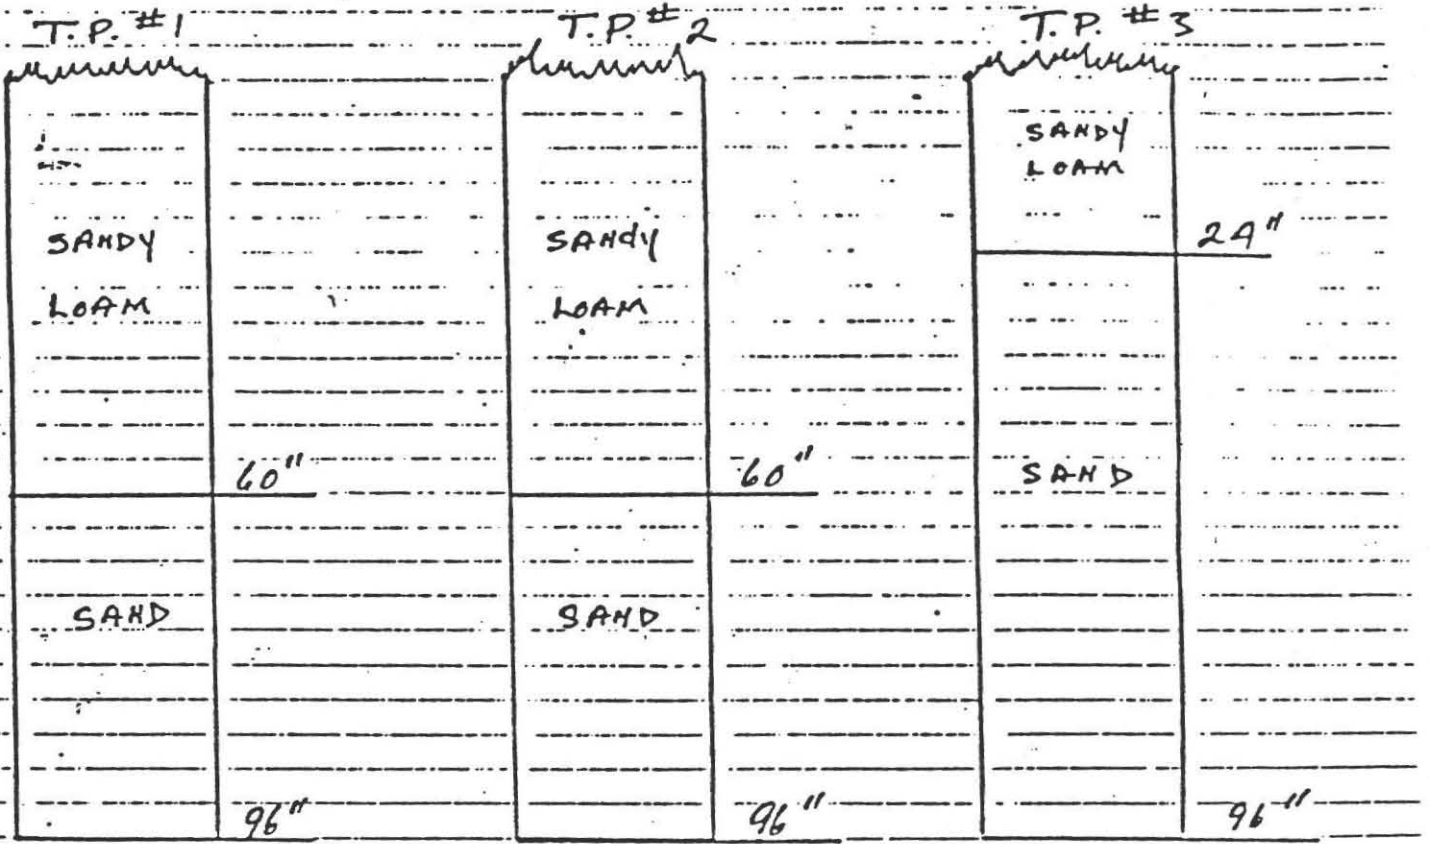 T.P. #1
SANDY
LOAM
60"
SAND
96"
T.P. #2
SANDY
LOAM
60"
SAND
96"
T.P. #3
SANDY
LOAM
24"
SAND
96"